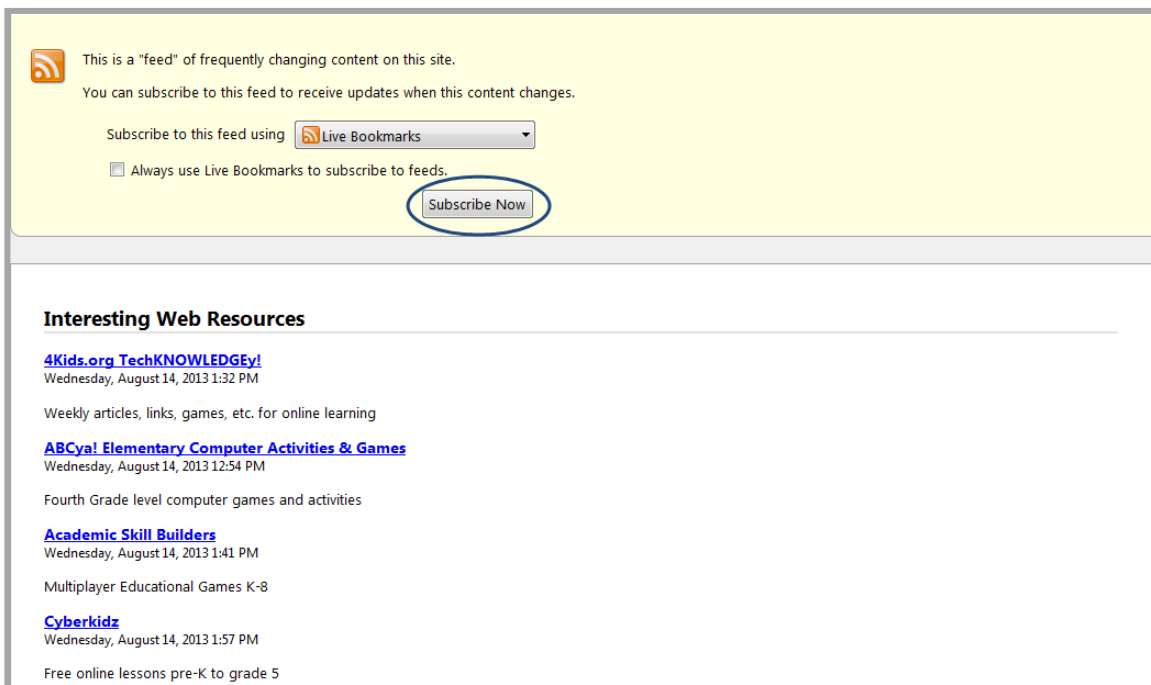 This is a "feed" of frequently changing content on this site.
You can subscribe to this feed to receive updates when this content changes.
Subscribe to this feed using Live Bookmarks
Always use Live Bookmarks to subscribe to feeds.
Subscribe Now
Interesting Web Resources
4Kids.org TechKNOWLEDGEy!
Wednesday, August 14, 2013 1:32 PM
Weekly articles, links, games, etc. for online learning
ABCya! Elementary Computer Activities & Games
Wednesday, August 14, 2013 12:54 PM
Fourth Grade level computer games and activities
Academic Skill Builders
Wednesday, August 14, 2013 1:41 PM
Multiplayer Educational Games K-8
Cyberkidz
Wednesday, August 14, 2013 1:57 PM
Free online lessons pre-K to grade 5